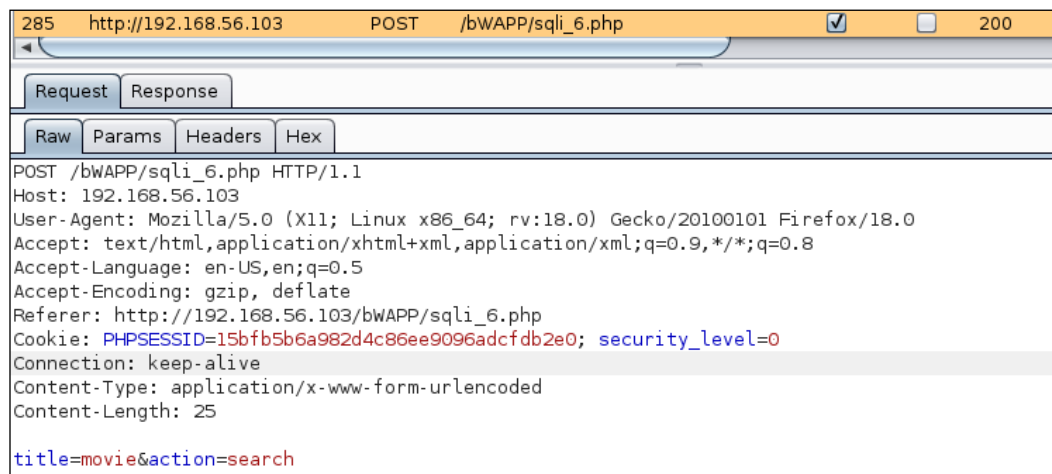 285 http://192.168.56.103 POST /bWAPP/sqli_6.php 200
Request Response
Raw Params Headers Hex
POST /bWAPP/sqli_6.php HTTP/1.1
Host: 192.168.56.103
User-Agent: Mozilla/5.0 (X11; Linux x86_64; rv:18.0) Gecko/20100101 Firefox/18.0
Accept: text/html,application/xhtml+xml,application/xml;q=0.9,*/*;q=0.8
Accept-Language: en-US,en;q=0.5
Accept-Encoding: gzip, deflate
Referer: http://192.168.56.103/bWAPP/sqli_6.php
Cookie: PHPSESSID=15bfb5b6a982d4c86ee9096adcfdb2e0; security_level=0
Connection: keep-alive
Content-Type: application/x-www-form-urlencoded
Content-Length: 25
title=movie&action=search